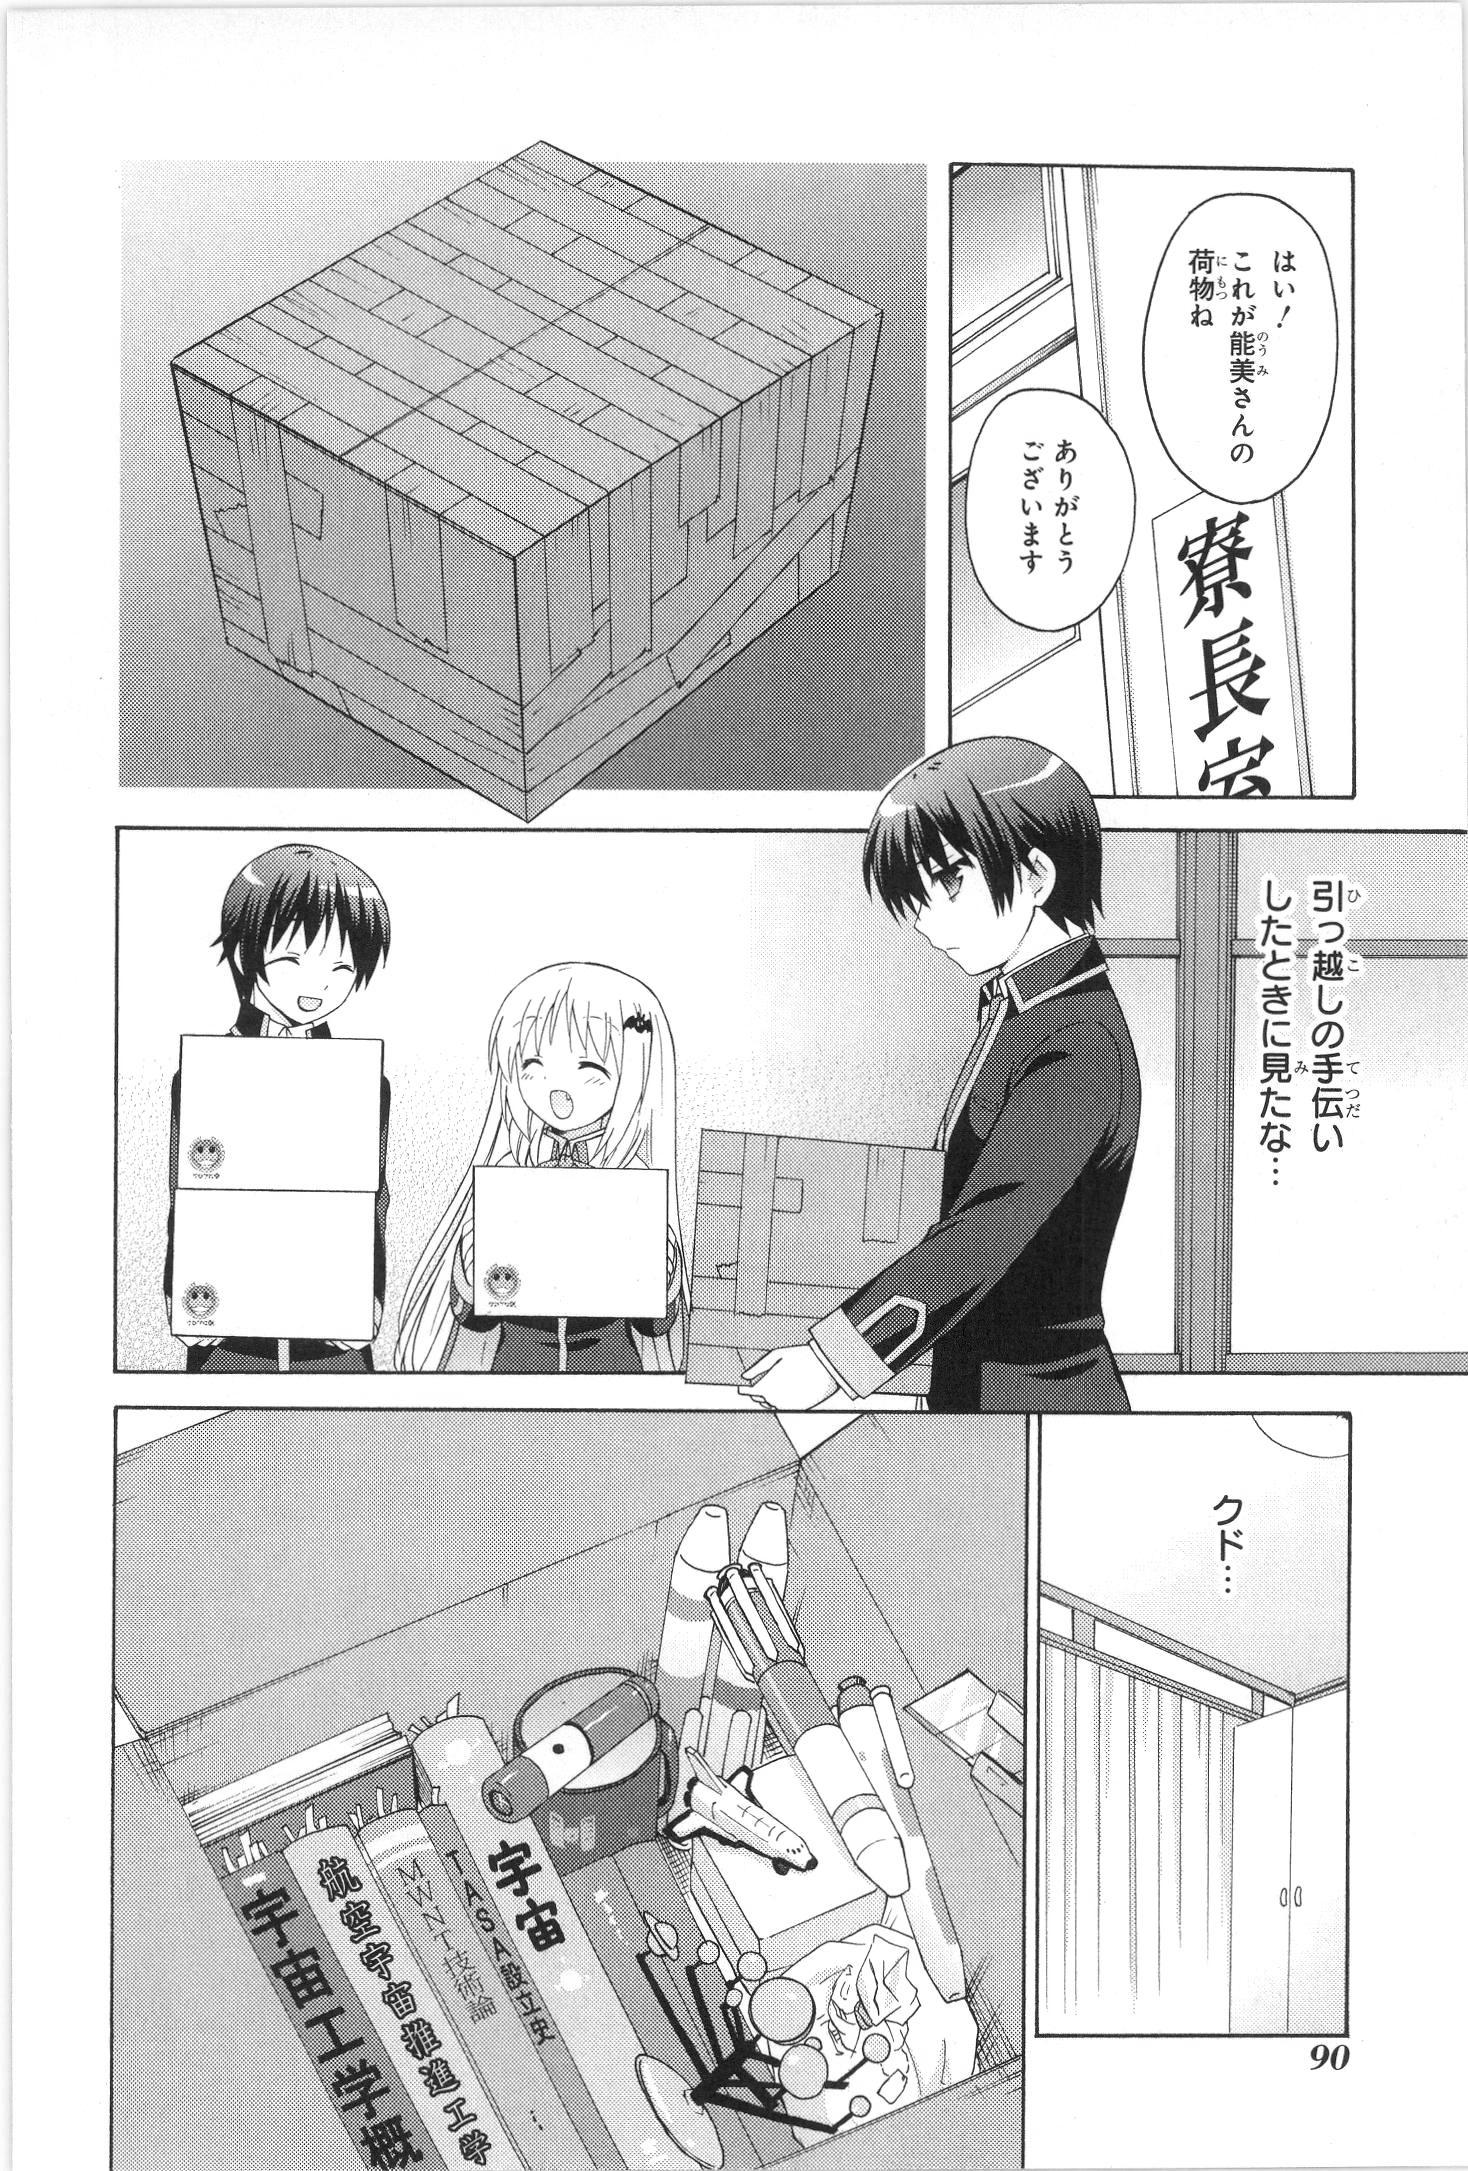 はい！
これが能美さんの
荷物ね
ありがとう
ございます
寮長室
引っ越しの手伝い
したときに見たな…
クド…
宇宙
TASA設立史
MWNT技術論
航空宇宙推進工学
宇宙工学概
90